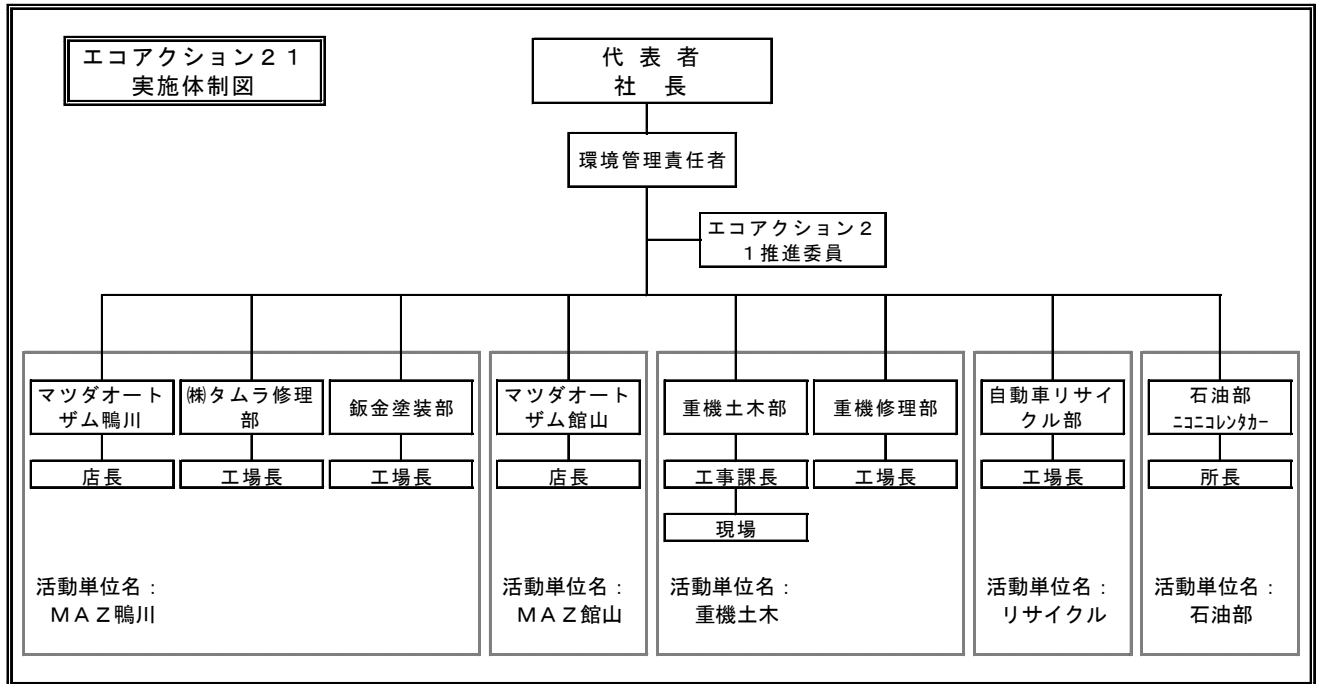 エコアクション２１
実施体制図
代 表 者
社　長
環境管理責任者
エコアクション２
１推進委員
マツダオート
ザム鴨川
㈱タムラ修理
部
鈑金塗装部
マツダオート
ザム館山
重機土木部
重機修理部
自動車リサイ
クル部
石油部
ﾆｺﾆｺﾚﾝﾀｶｰ
店長
工場長
工場長
店長
工事課長
工場長
工場長
所長
現場
活動単位名：
ＭＡＺ鴨川
活動単位名：
ＭＡＺ館山
活動単位名：
重機土木
活動単位名：
リサイクル
活動単位名：
石油部